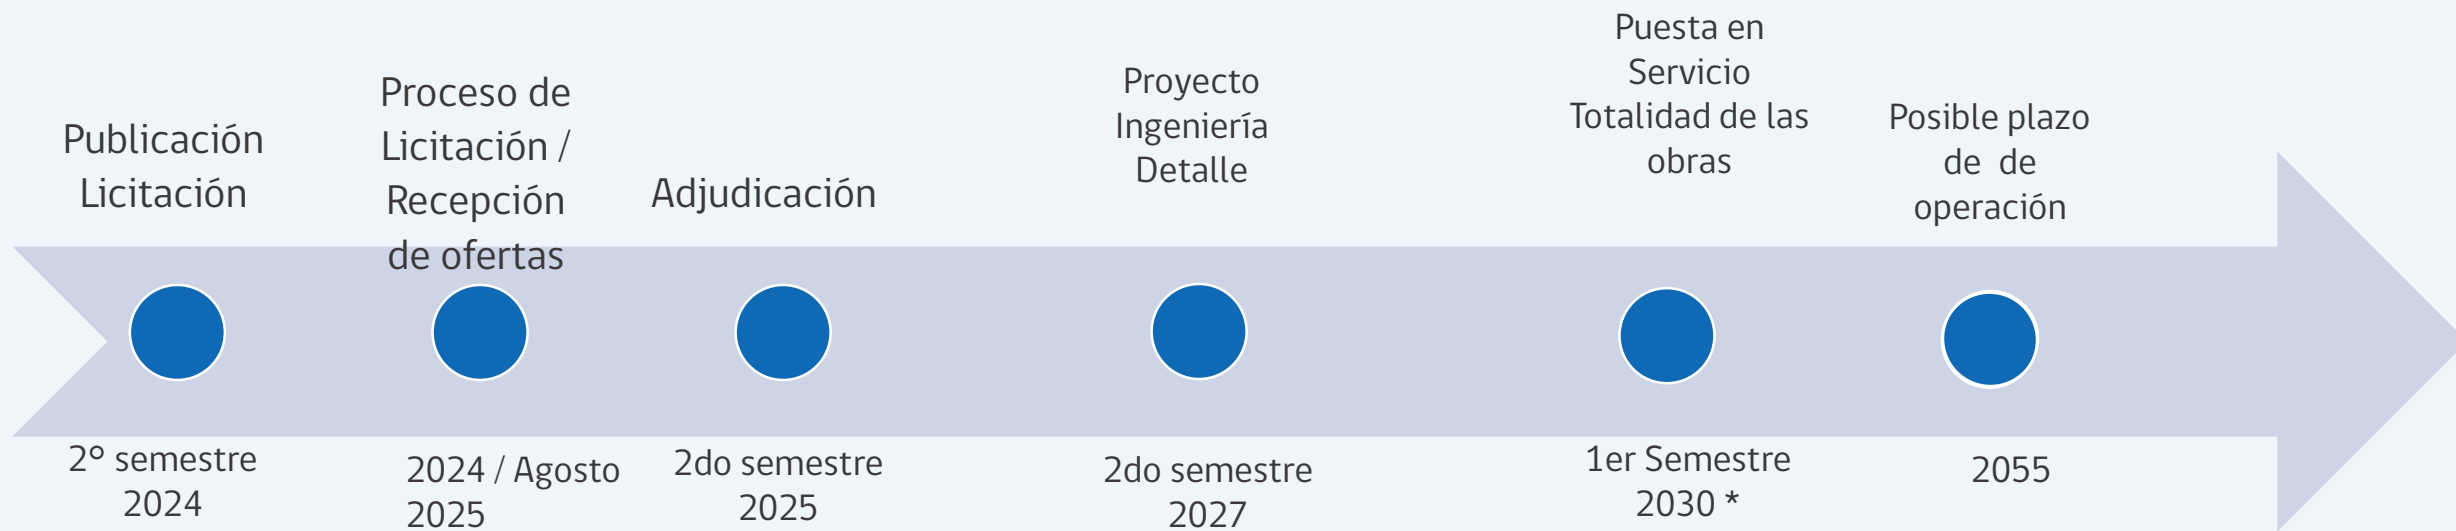 Publicación
Licitación
2° semestre
2024
Proceso de
Licitación /
Recepción
de ofertas
2024 / Agosto
2025
Adjudicación
2do semestre
2025
Proyecto
Ingeniería
Detalle
2do semestre
2027
Puesta en
Servicio
Totalidad de las
obras
1er Semestre
2030 *
Posible plazo
de  de
operación
2055